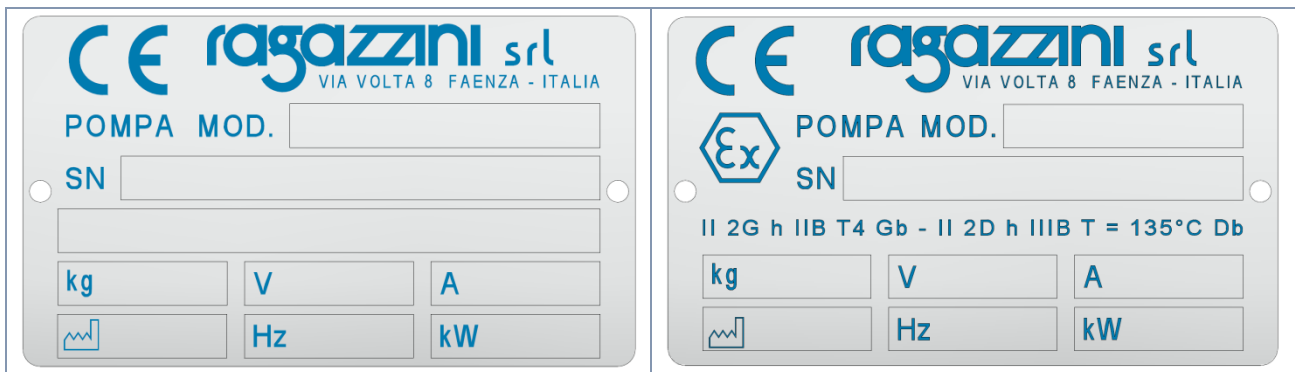 CE ragazzini srl
VIA VOLTA 8 FAENZA - ITALIA
POMPA MOD.
SN
kg V A
Hz kW
CE ragazzini srl
VIA VOLTA 8 FAENZA - ITALIA
Ex POMPA MOD.
SN
II 2G h IIB T4 Gb - II 2D h IIIB T = 135°C Db
kg V A
Hz kW